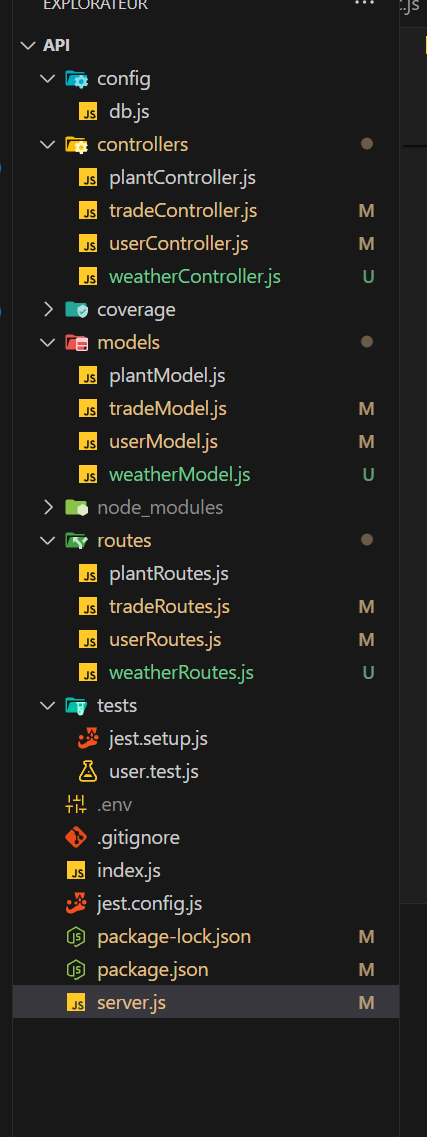 EXPLORATEUR ...
.js
API
config
db.js
controllers
plantController.js
tradeController.js M
userController.js M
weatherController.js U
coverage
models
plantModel.js
tradeModel.js M
userModel.js M
weatherModel.js U
node_modules
routes
plantRoutes.js
tradeRoutes.js M
userRoutes.js M
weatherRoutes.js U
tests
jest.setup.js
user.test.js
.env
.gitignore
index.js
jest.config.js
package-lock.json M
package.json M
server.js M